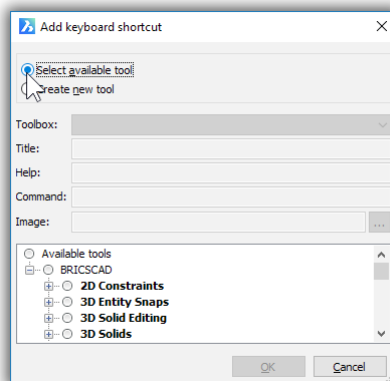 Add keyboard shortcut
Select available tool
Create new tool
Toolbox:
Title:
Help:
Command:
Image:
...
Available tools
BRICSCAD
2D Constraints
3D Entity Snaps
3D Solid Editing
3D Solids
OK Cancel